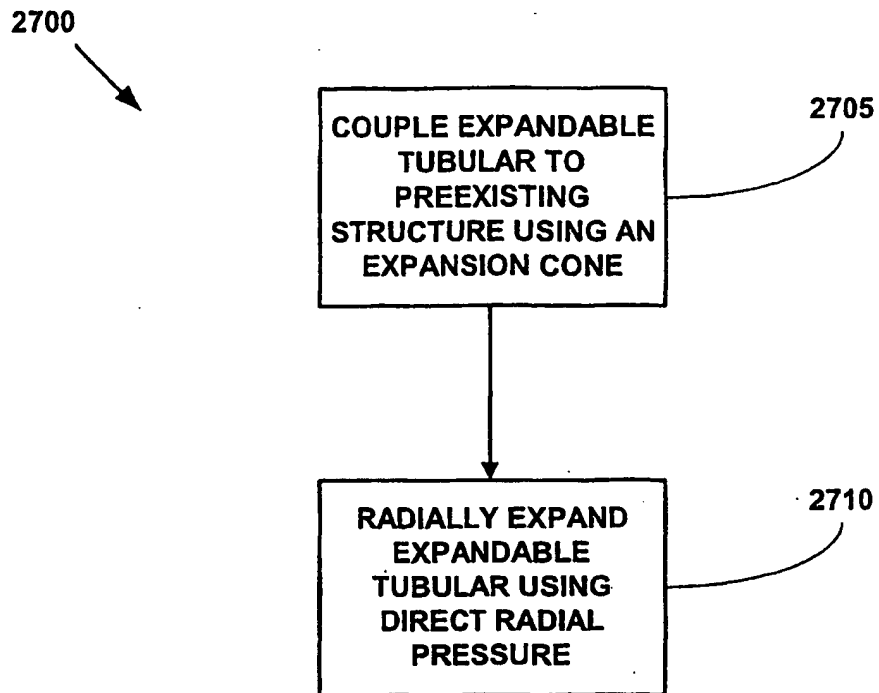 2700
COUPLE EXPANDABLE
TUBULAR TO
PREEXISTING
STRUCTURE USING AN
EXPANSION CONE
2705
RADIALLY EXPAND
EXPANDABLE
TUBULAR USING
DIRECT RADIAL
PRESSURE
2710